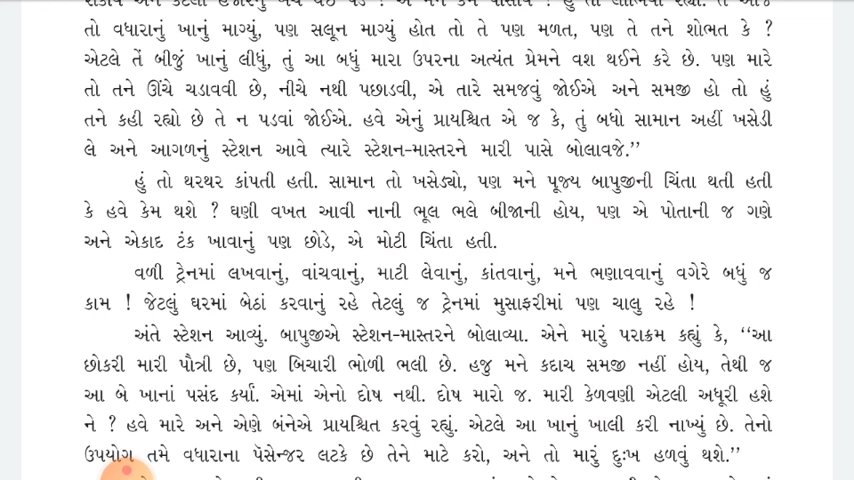 તો વધારાનું ખાનું માગ્યું, પણ સલૂન માગ્યું હોત તો તે પણ મળત, પણ તે તને શોભત કે ?
એટલે તેં બીજું ખાનું લીધું, તું આ બધું મારા ઉપરના અત્યંત પ્રેમને વશ થઈને કરે છે. પણ મારે
તો તને ઊંચે ચડાવવી છે, નીચે નથી પછાડવી, એ તારે સમજવું જોઈએ અને સમજી હો તો હું
તને કહી રહ્યો છે તે ન પડવાં જોઈએ. હવે એનું પ્રાયશ્ચિત એ જ કે, તું બધો સામાન અહીં ખસેડી
લે અને આગળનું સ્ટેશન આવે ત્યારે સ્ટેશન-માસ્તરને મારી પાસે બોલાવજે.’’
હું તો થરથર કાંપતી હતી. સામાન તો ખસેડ્યો, પણ મને પૂજ્ય બાપુજીની ચિંતા થતી હતી
કે હવે કેમ થશે ? ઘણી વખત આવી નાની ભૂલ ભલે બીજાની હોય, પણ એ પોતાની જ ગણે
અને એકાદ ટંક ખાવાનું પણ છોડે, એ મોટી ચિંતા હતી.
વળી ટ્રેનમાં લખવાનું, વાંચવાનું, માટી લેવાનું, કાંતવાનું, મને ભણાવવાનું વગેરે બધું જ
કામ ! જેટલું ઘરમાં બેઠાં કરવાનું રહે તેટલું જ ટ્રેનમાં મુસાફરીમાં પણ ચાલુ રહે !
અંતે સ્ટેશન આવ્યું. બાપુજીએ સ્ટેશન-માસ્તરને બોલાવ્યા. એને મારું પરાક્રમ કહ્યું કે, ‘‘આ
છોકરી મારી પૌત્રી છે, પણ બિચારી ભોળી ભલી છે. હજુ મને કદાચ સમજી નહીં હોય, તેથી જ
આ બે ખાનાં પસંદ કર્યાં. એમાં એનો દોષ નથી. દોષ મારો જ. મારી કેળવણી એટલી અધૂરી હશે
ને ? હવે મારે અને એણે બંનેએ પ્રાયશ્ચિત કરવું રહ્યું. એટલે આ ખાનું ખાલી કરી નાખ્યું છે. તેનો
ઉપયોગ તમે વધારાના પૅસેન્જર લટકે છે તેને માટે કરો, અને તો મારું દુઃખ હળવું થશે.’’